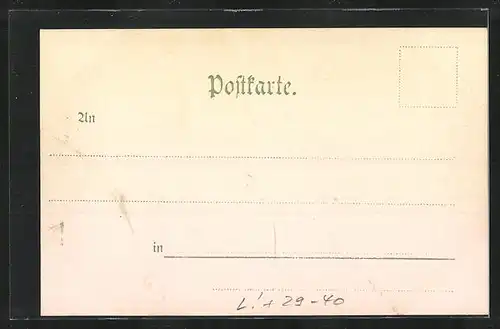 Postkarte.
An
in
29-40